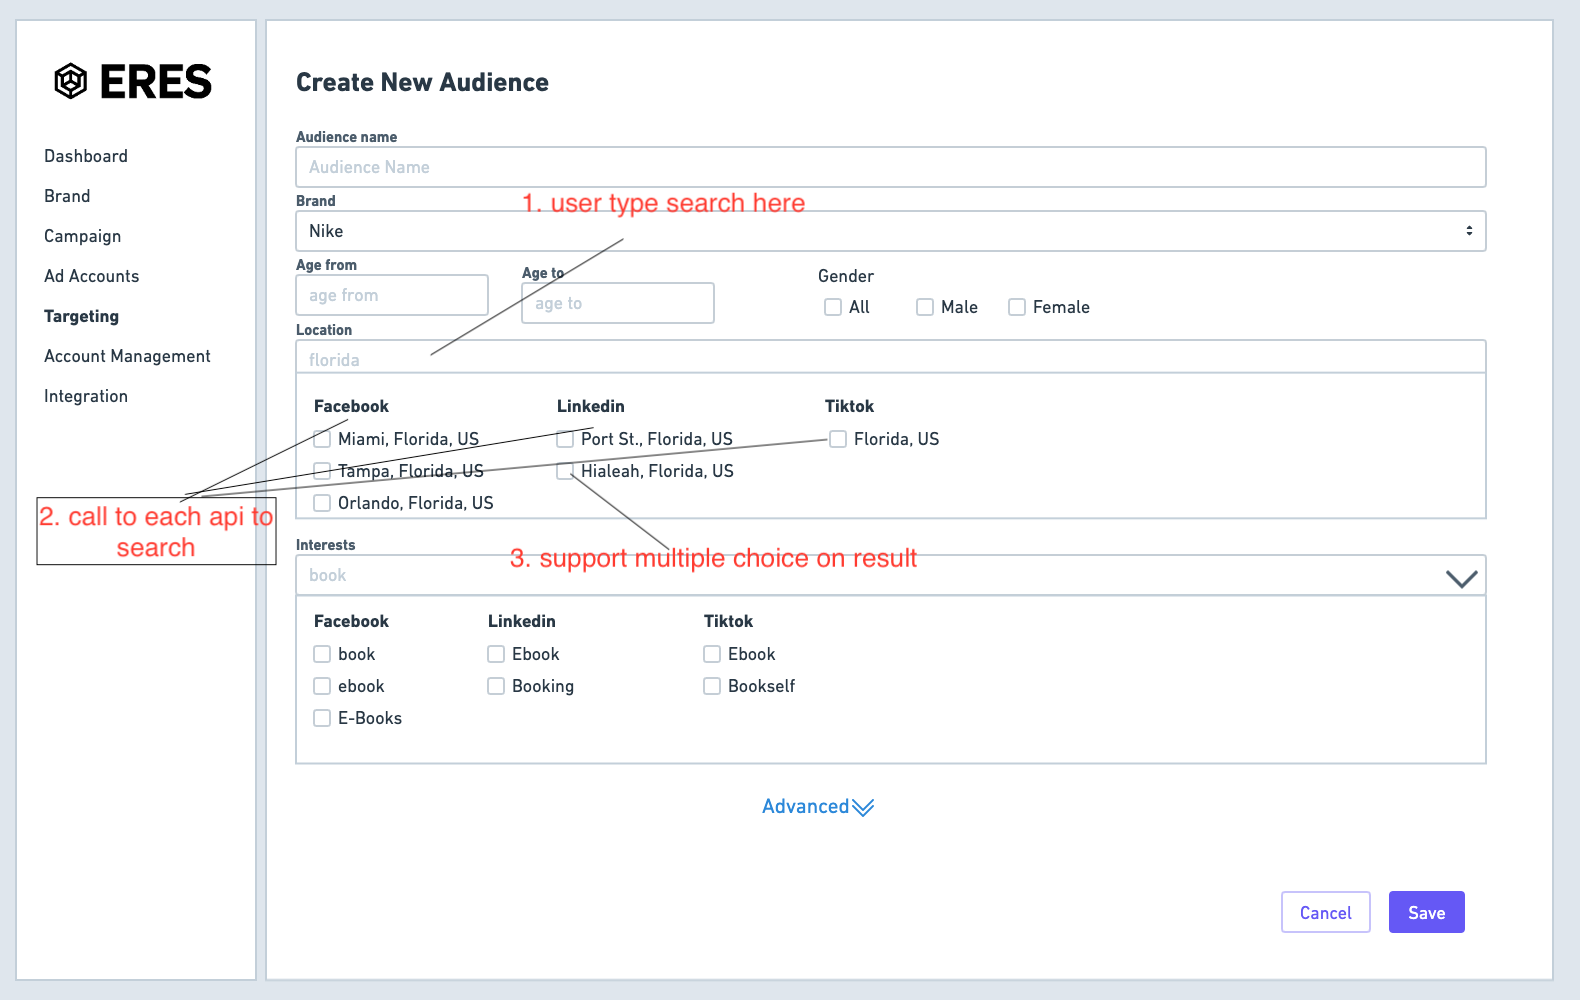 ERES
Dashboard
Brand
Campaign
Ad Accounts
Targeting
Account Management
Integration
Create New Audience
Audience name
Audience Name
1. user type search here
Brand
Nike
Age from
age from
Age to
age to
Gender
All
Male
Female
Location
florida
Facebook
Miami, Florida, US
Tampa, Florida, US
Orlando, Florida, US
Linkedin
Port St., Florida, US
Hialeah, Florida, US
Tiktok
Florida, US
2. call to each api to
search
3. support multiple choice on result
Interests
book
Facebook
book
ebook
E-Books
Linkedin
Ebook
Booking
Tiktok
Ebook
Bookself
Advanced
Cancel
Save